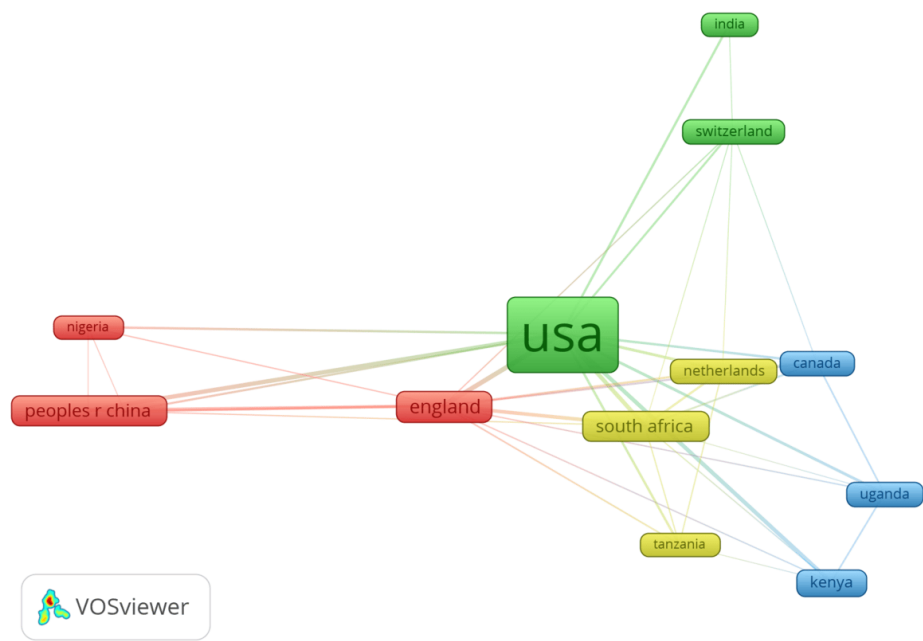 india
switzerland
usa
nigeria
netherlands
canada
peoples r china
england
south africa
uganda
tanzania
kenya
VOSviewer